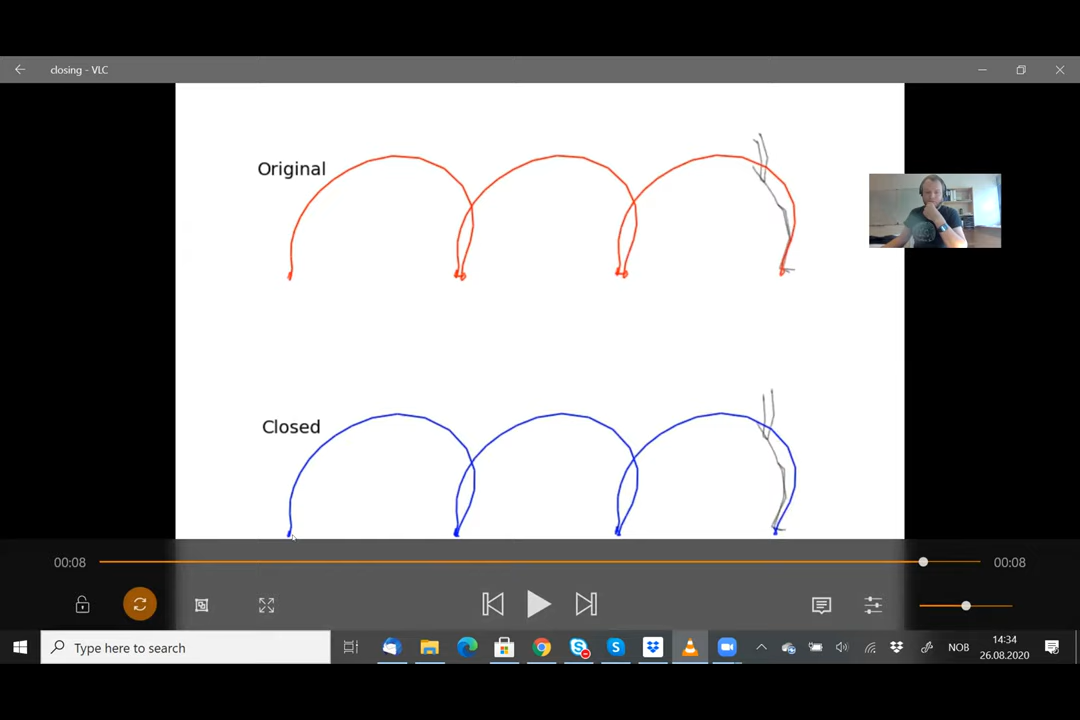 closing - VLC
Original
Closed
00:08
00:08
Type here to search
NOB
14:34
26.08.2020